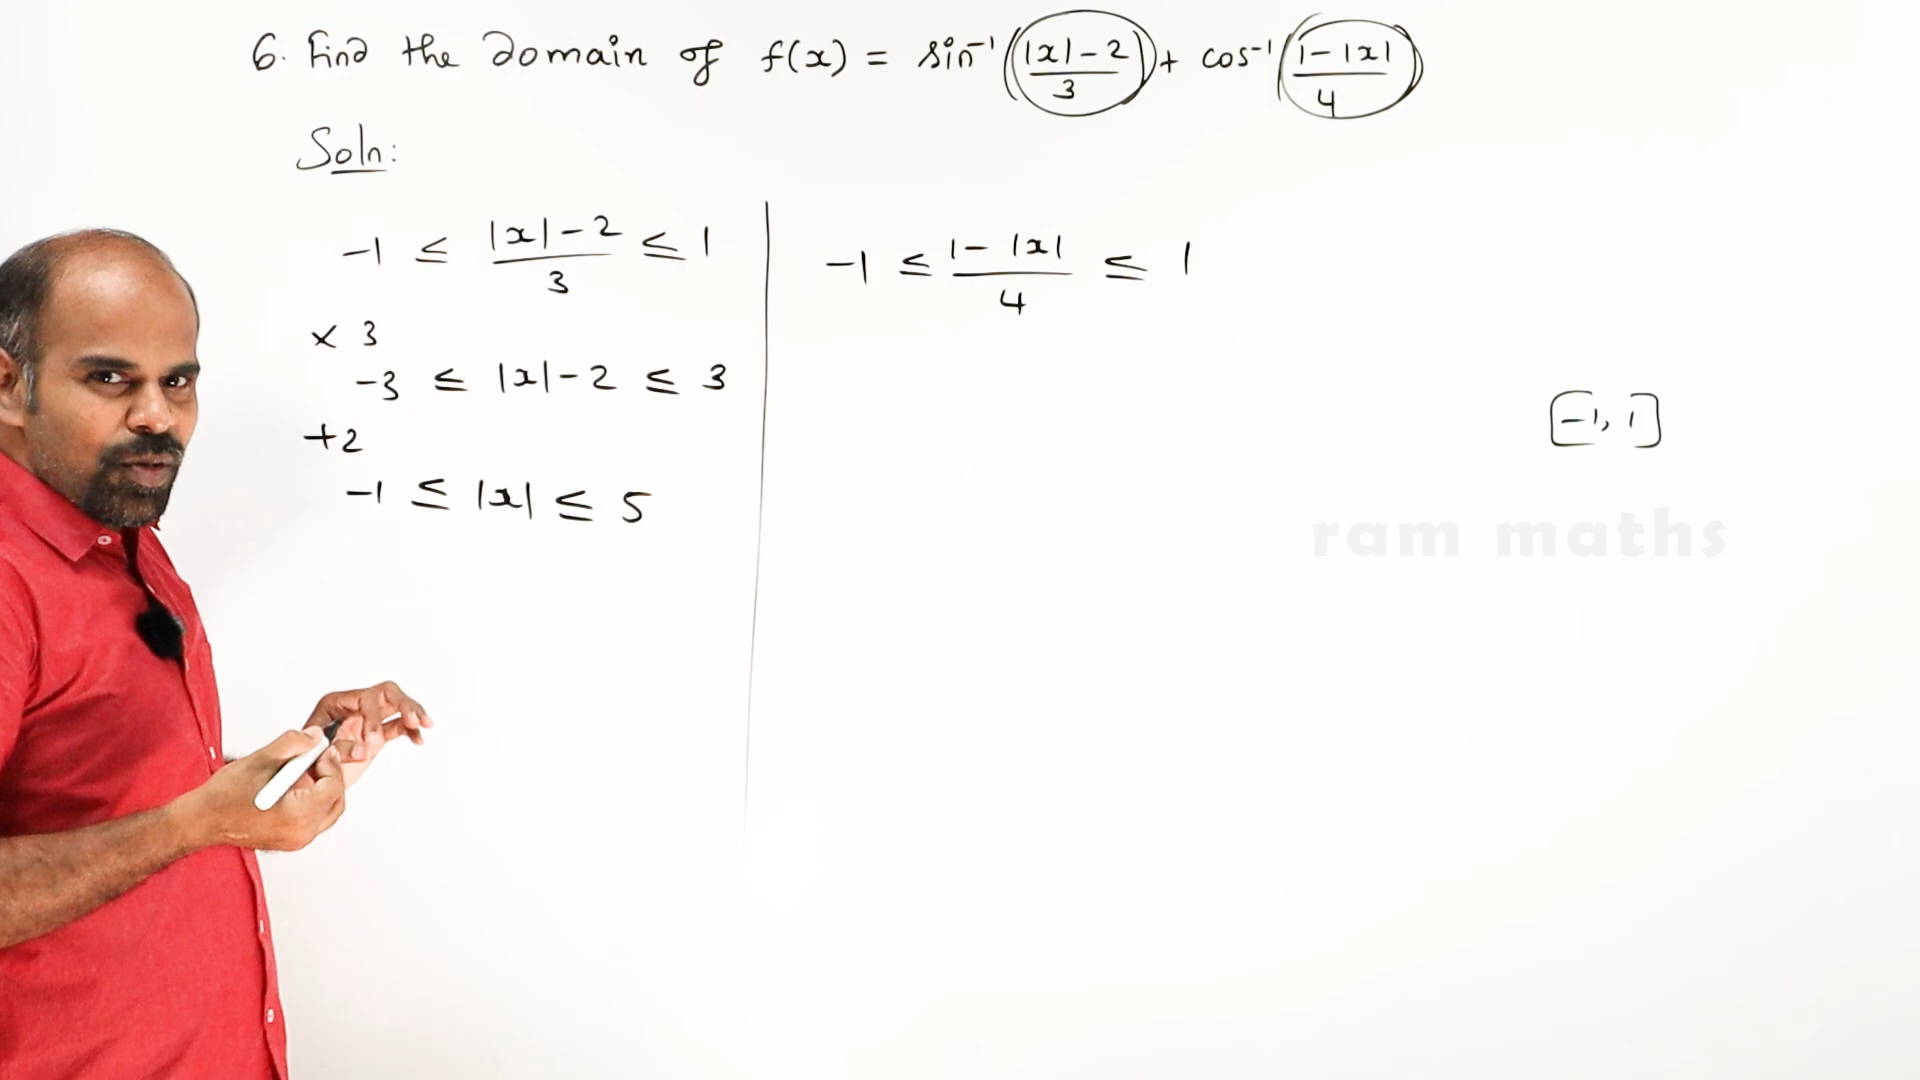 6. Find the domain of f(x) = sin⁻¹(|x|-2/3) + cos⁻¹(1-|x|/4)
Soln:
-1 ≤ |x|-2/3 ≤ 1
× 3
-3 ≤ |x|-2 ≤ 3
+2
-1 ≤ |x| ≤ 5
-1 ≤ 1-|x|/4 ≤ 1
[-1, 1]
ram maths